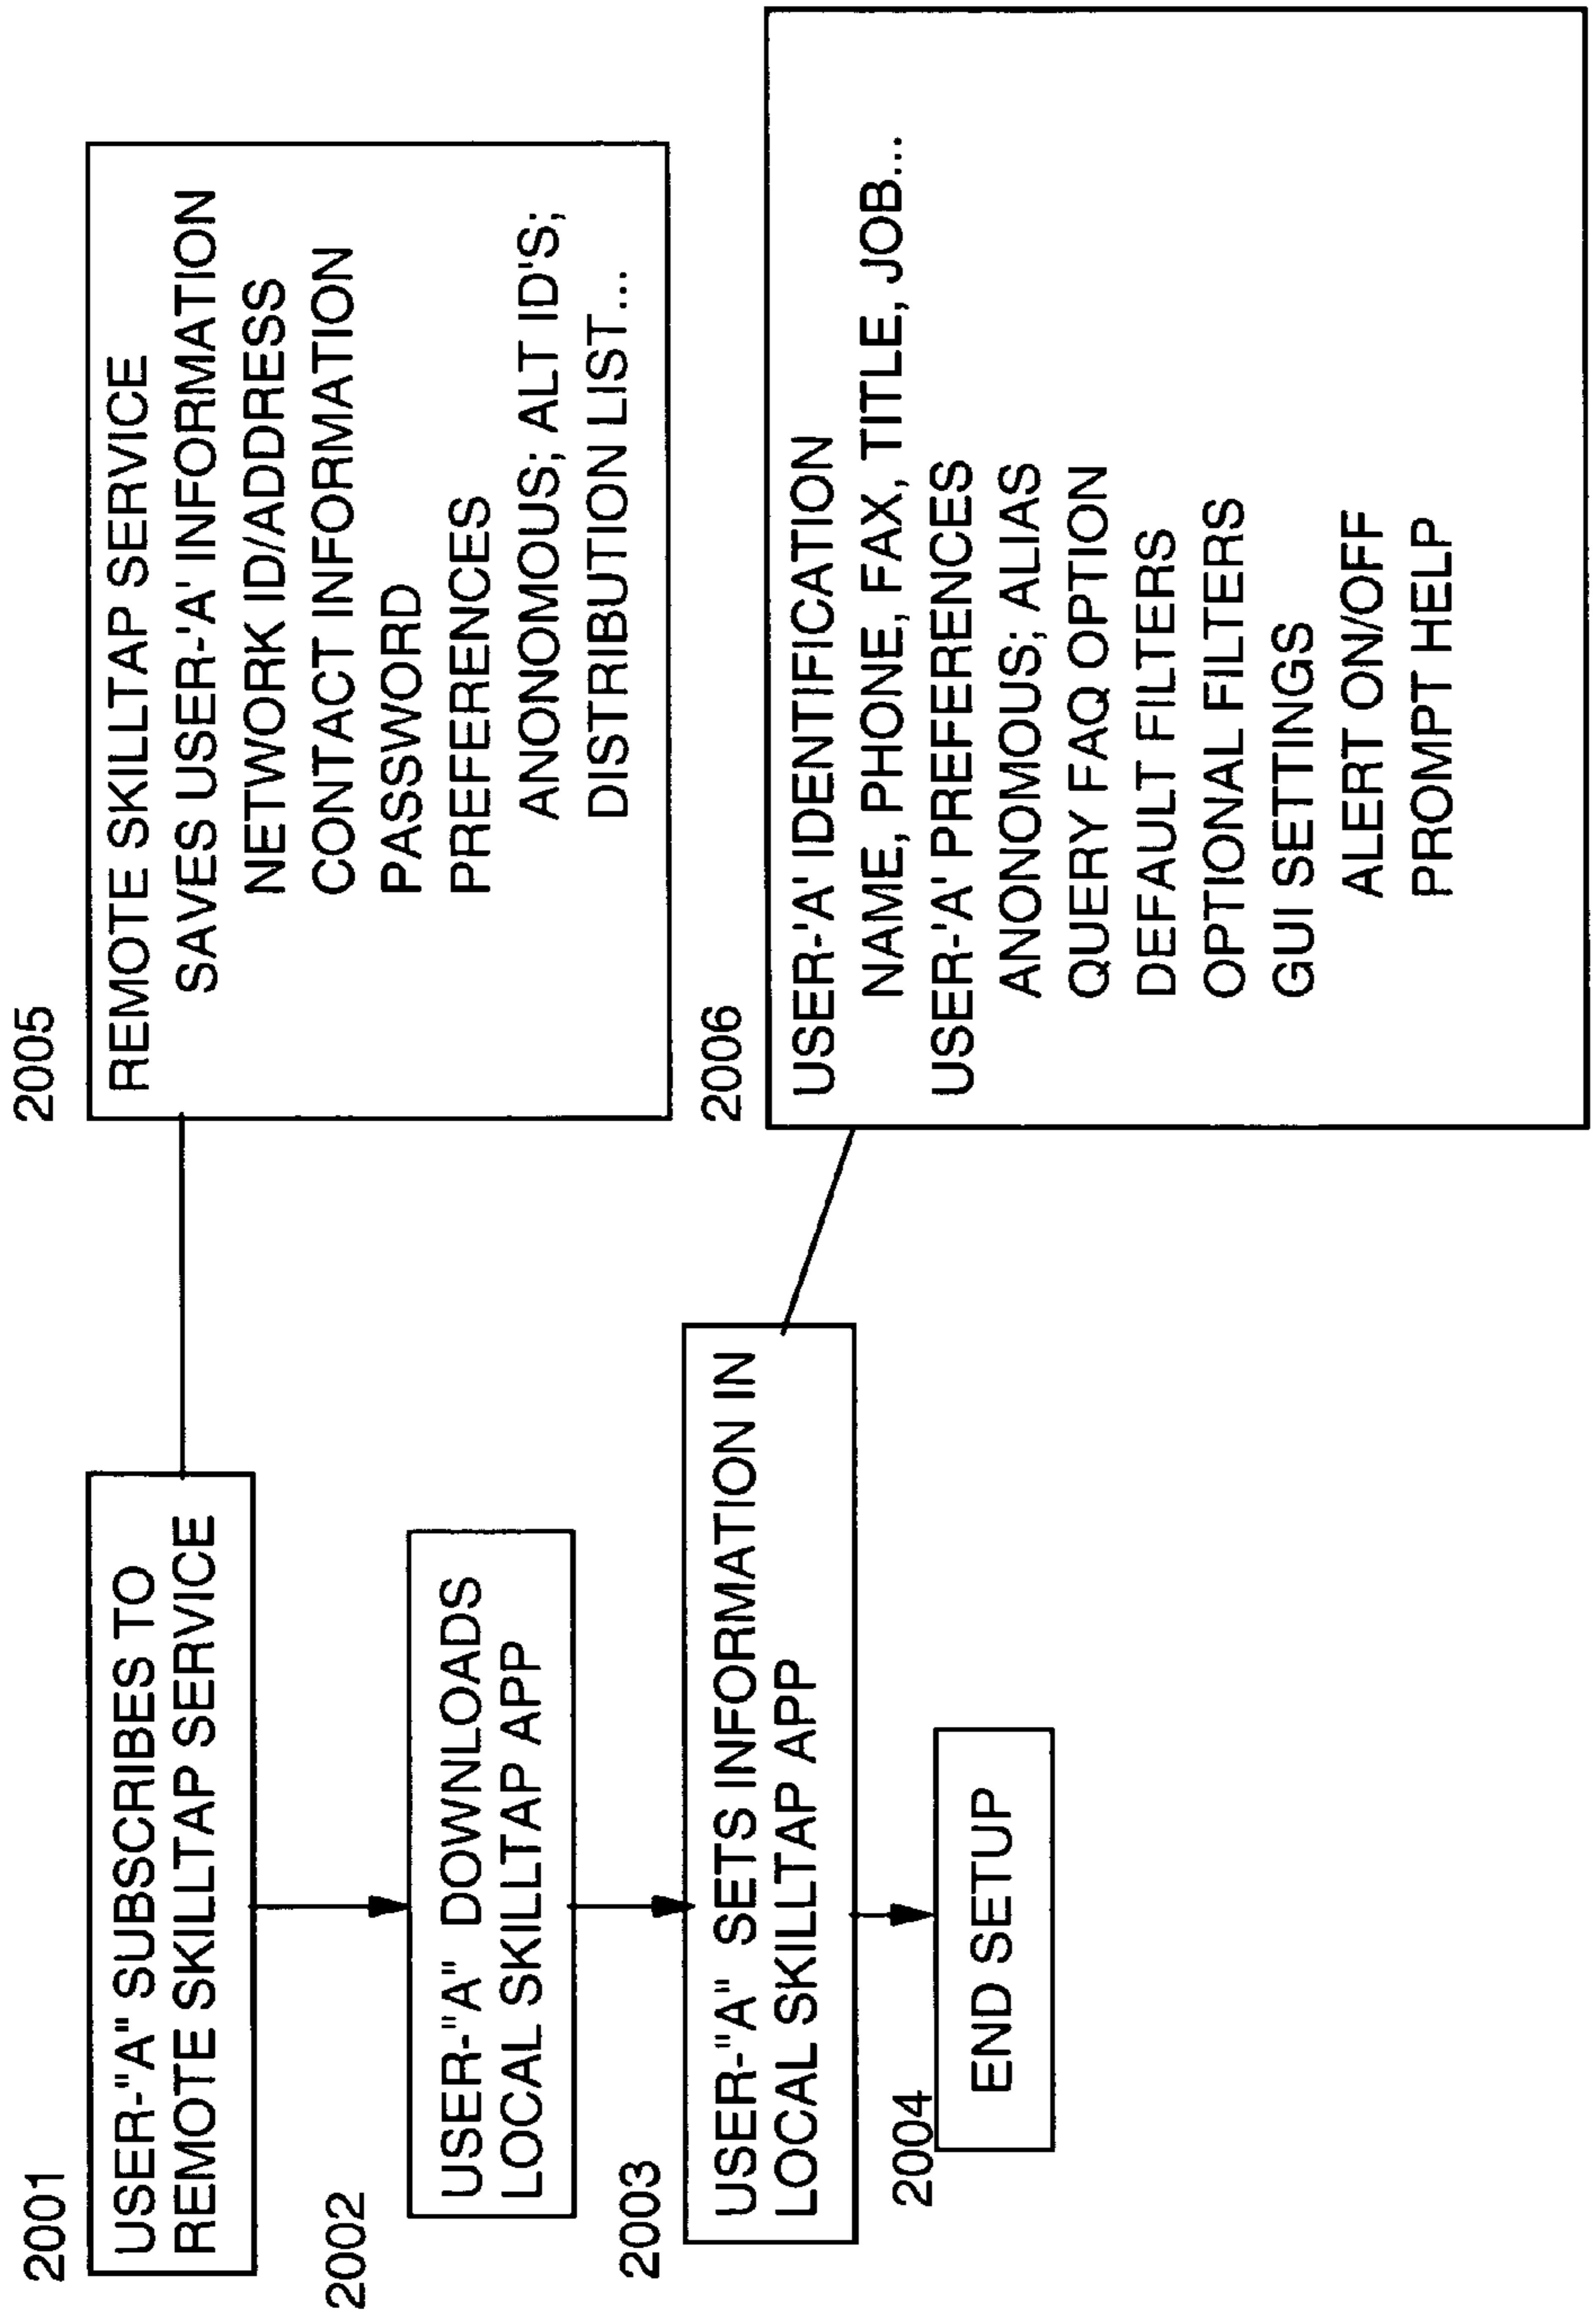 2001
USER-"A" SUBSCRIBES TO
REMOTE SKILLTAP SERVICE
2002
USER-"A" DOWNLOADS
LOCAL SKILLTAP APP
2003
USER-"A" SETS INFORMATION IN
LOCAL SKILLTAP APP
2004
END SETUP
2005
REMOTE SKILLTAP SERVICE
SAVES USER-'A' INFORMATION
NETWORK ID/ADDRESS
CONTACT INFORMATION
PASSWORD
PREFERENCES
ANONOMOUS; ALT ID'S;
DISTRIBUTION LIST...
2006
USER-'A' IDENTIFICATION
NAME, PHONE, FAX, TITLE, JOB...
USER-'A' PREFERENCES
ANONOMOUS; ALIAS
QUERY FAQ OPTION
DEFAULT FILTERS
OPTIONAL FILTERS
GUI SETTINGS
ALERT ON/OFF
PROMPT HELP